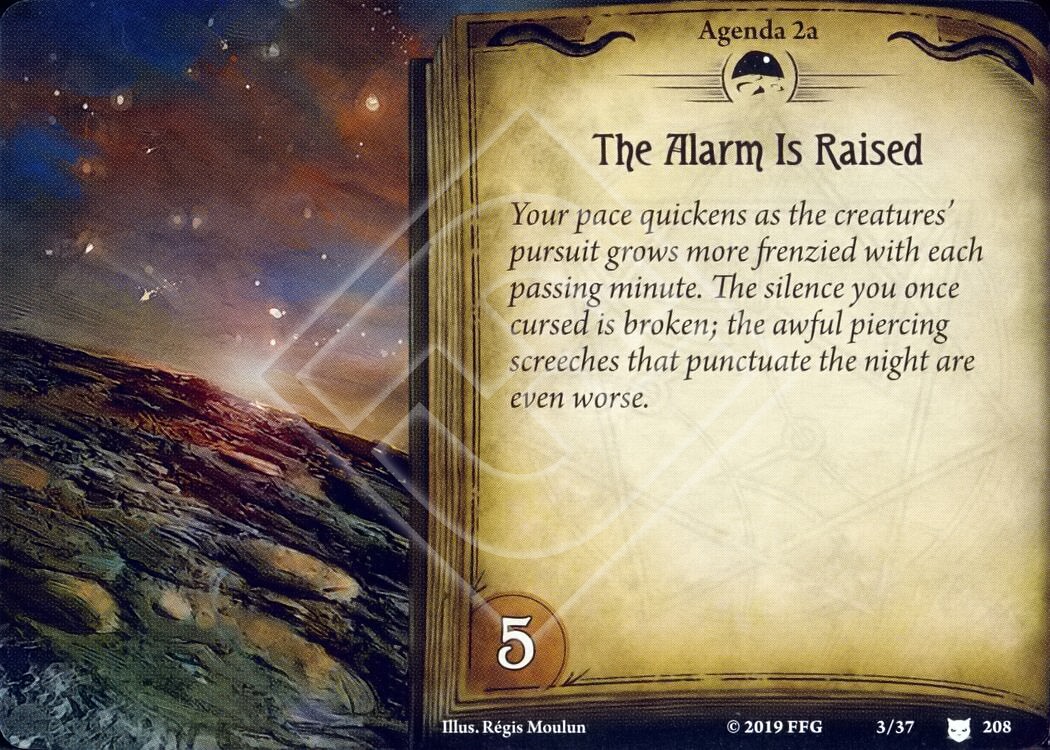 Agenda 2a
The Alarm Is Raised
Your pace quickens as the creatures’
pursuit grows more frenzied with each
passing minute. The silence you once
cursed is broken; the awful piercing
screeches that punctuate the night are
even worse.
5
Illus. Régis Moulun © 2019 FFG 3/37 208